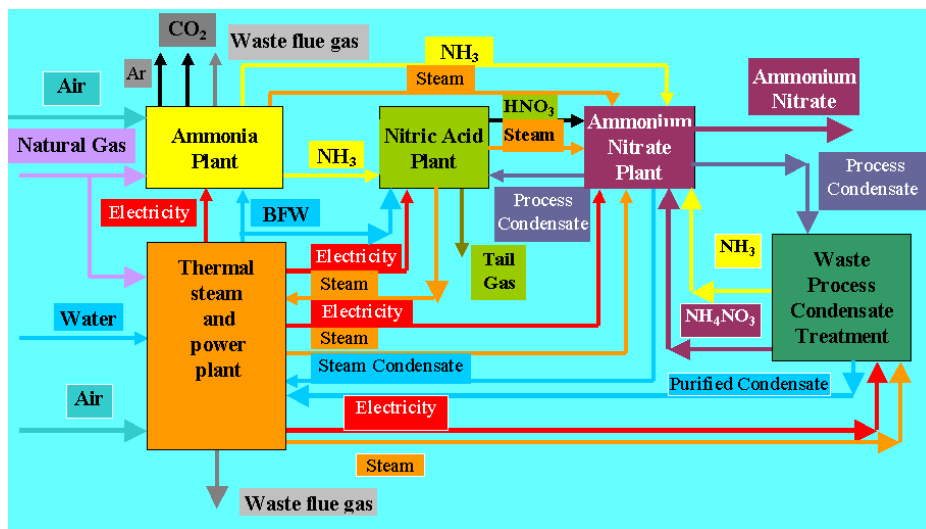 CO2
Waste flue gas
NH3
Ar
Steam
Air
Ammonium
Nitrate
HNO3
Ammonia
Plant
Nitric Acid
Plant
Steam
Ammonium
Nitrate
Plant
Natural Gas
NH3
Process
Condensate
Electricity
BFW
Process
Condensate
Electricity
Tail
Gas
NH3
Waste
Process
Condensate
Treatment
Thermal
steam
and
power
plant
Steam
Water
Electricity
NH4NO3
Steam
Steam Condensate
Purified Condensate
Air
Electricity
Steam
Waste flue gas